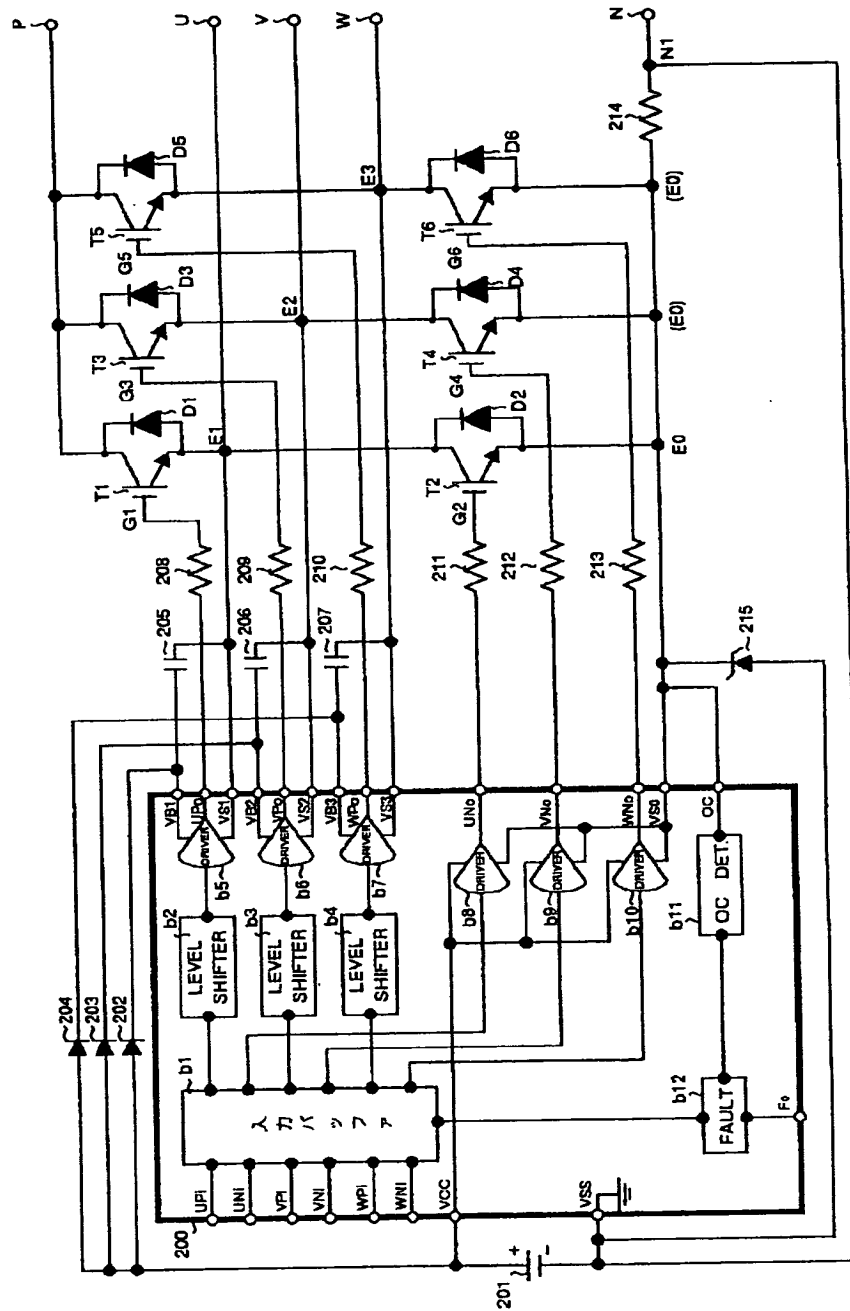 P
U
V
W
N
N1
214
D5
T5
G5
D3
T3
G3
D1
T1
G1
E3
E2
E1
D6
T6
G6
D4
T4
G4
D2
T2
G2
(E0)
(E0)
E0
208
205
209
206
210
207
211
212
213
215
204
203
202
VB1
UPo
VS1
VB2
VPo
VS2
VB3
WPo
VS3
UNo
VNo
WNo
VS0
OC
DRIVER
b5
DRIVER
b6
DRIVER
b7
DRIVER
b8
DRIVER
b9
DRIVER
b10
b2
LEVEL
SHIFTER
b3
LEVEL
SHIFTER
b4
LEVEL
SHIFTER
b11
OC DET.
b12
FAULT
Fo
b1
入力バッファ
UPi
UNi
VPi
VNi
WPi
WNi
VCC
VSS
200
201
+
-